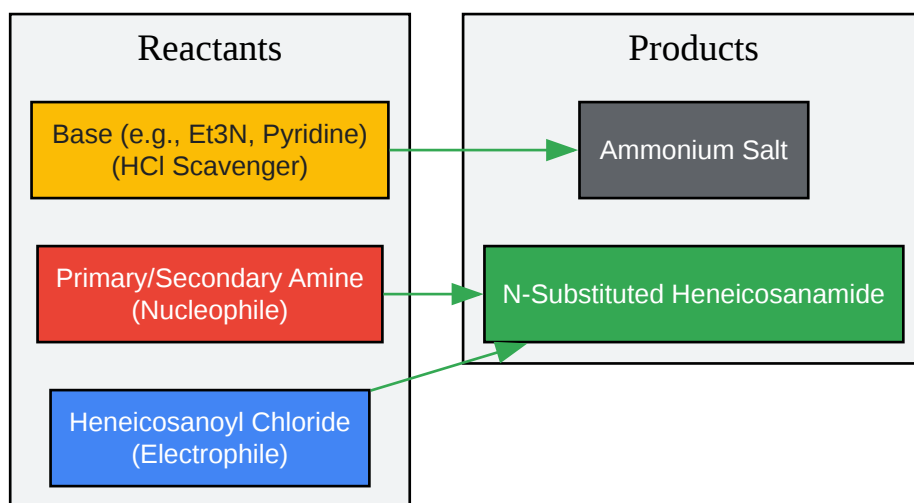 Reactants
Base (e.g., Et3N, Pyridine)
(HCl Scavenger)
Primary/Secondary Amine
(Nucleophile)
Heneicosanoyl Chloride
(Electrophile)
Products
Ammonium Salt
N-Substituted Heneicosanamide